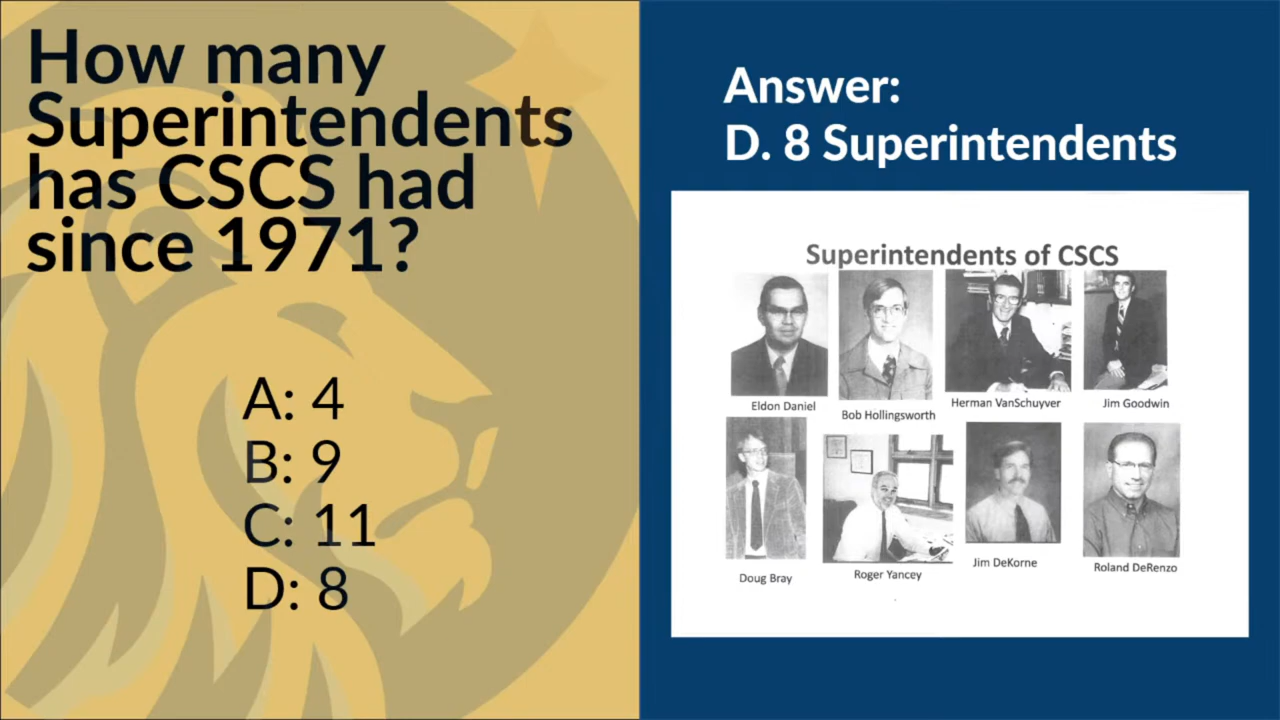 How many
Superintendents
has CSCS had
since 1971?
A: 4
B: 9
C: 11
D: 8
Answer:
D. 8 Superintendents
Superintendents of CSCS
Eldon Daniel
Bob Hollingsworth
Herman VanSchuyver
Jim Goodwin
Doug Bray
Roger Yancey
Jim DeKorne
Roland DeRenzo